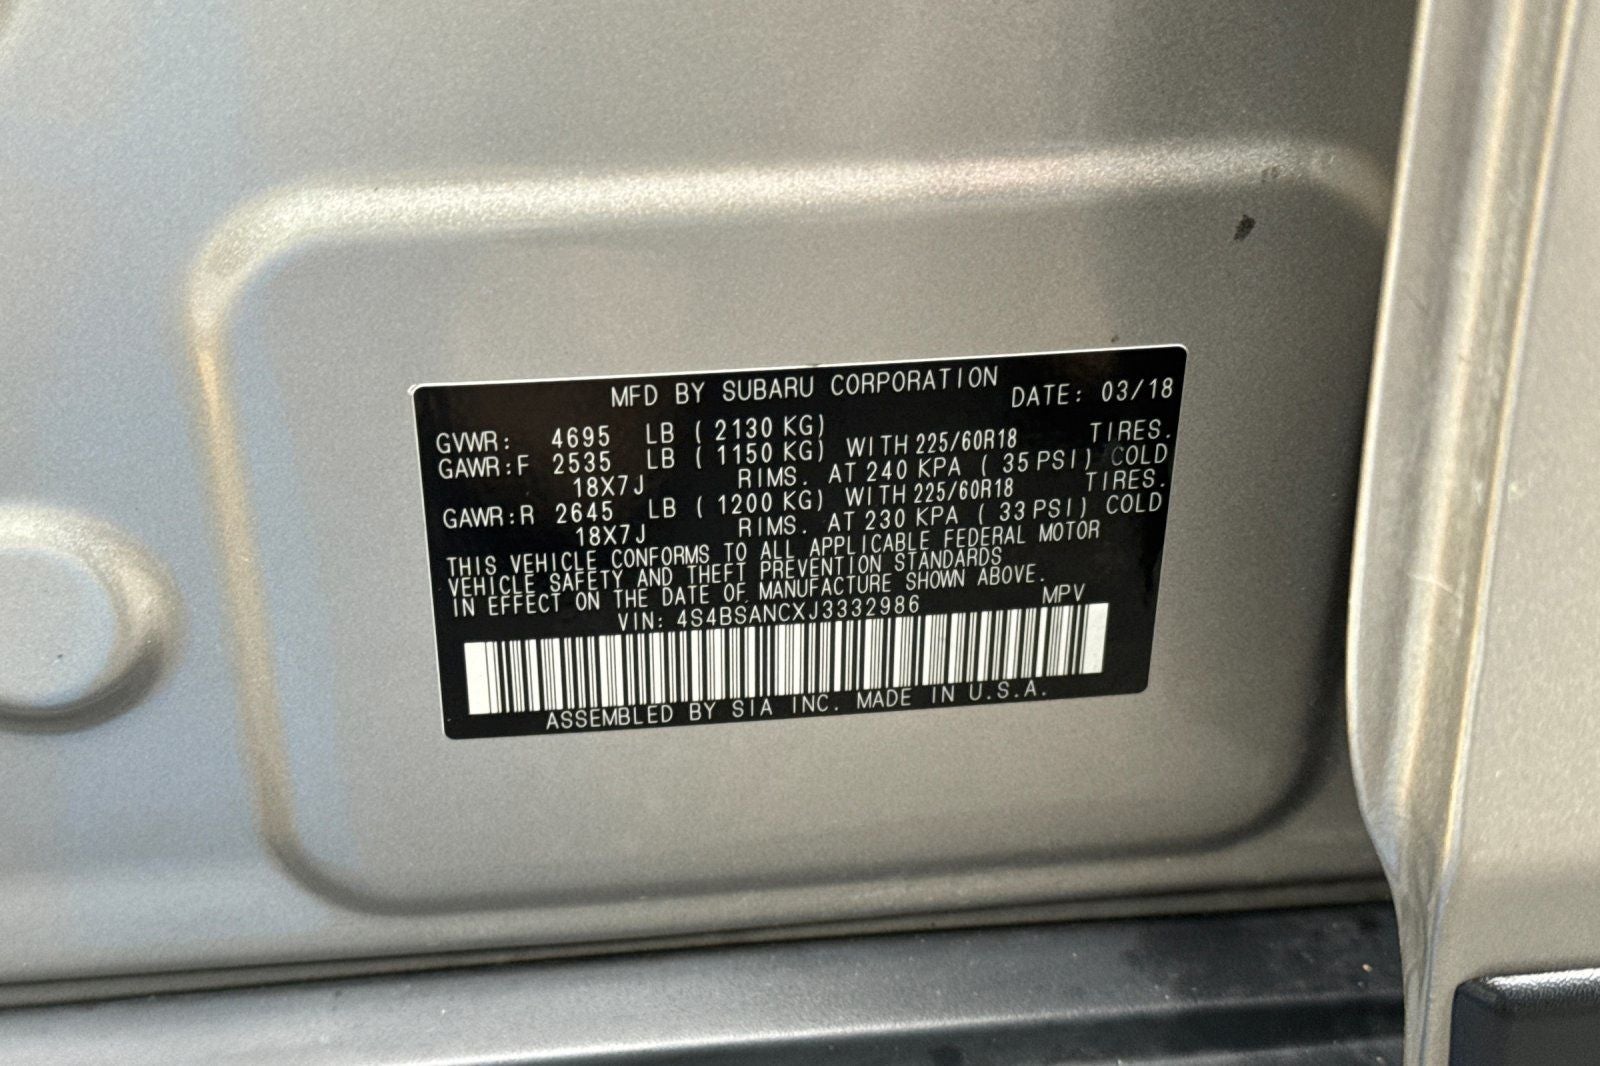 MFD BY SUBARU CORPORATION DATE: 03/18
GVWR: 4695 LB ( 2130 KG)
GAWR:F 2535 LB ( 1150 KG) WITH 225/60R18 TIRES.
18X7J RIMS. AT 240 KPA ( 35 PSI) COLD
GAWR:R 2645 LB ( 1200 KG) WITH 225/60R18 TIRES.
18X7J RIMS. AT 230 KPA ( 33 PSI) COLD
THIS VEHICLE CONFORMS TO ALL APPLICABLE FEDERAL MOTOR
VEHICLE SAFETY AND THEFT PREVENTION STANDARDS
IN EFFECT ON THE DATE OF MANUFACTURE SHOWN ABOVE.
VIN: 4S4BSANCXJ3332986 MPV
ASSEMBLED BY SIA INC. MADE IN U.S.A.